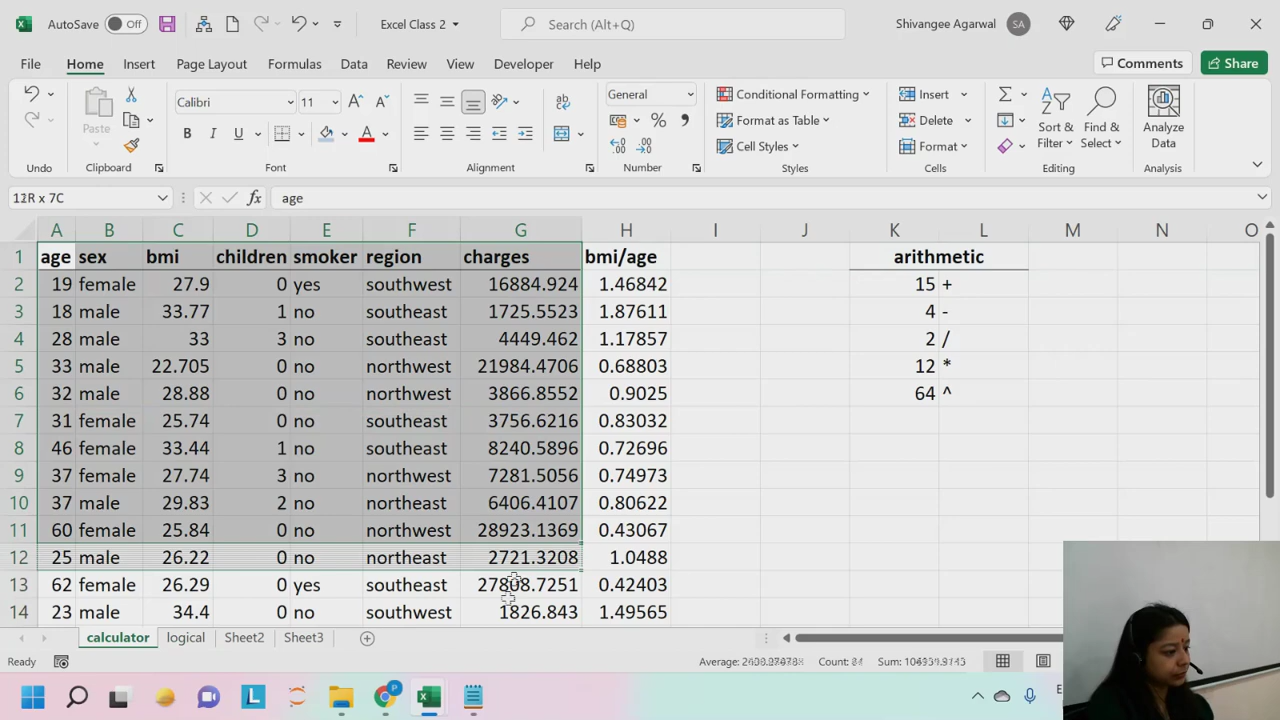 AutoSave Off Excel Class 2 Search (Alt+Q) Shivangee Agarwal SA
File Home Insert Page Layout Formulas Data Review View Developer Help Comments Share
Paste Calibri 11 General Conditional Formatting Insert
B I U A Format as Table Delete Sort & Filter Find & Select Analyze Data
Cell Styles Format
Undo Clipboard Font Alignment Number Styles Cells Editing Analysis
12R x 7C fx age
A B C D E F G H I J K L M N O
1 age sex bmi children smoker region charges bmi/age arithmetic
2 19 female 27.9 0 yes southwest 16884.924 1.46842 15 +
3 18 male 33.77 1 no southeast 1725.5523 1.87611 4 -
4 28 male 33 3 no southeast 4449.462 1.17857 2 /
5 33 male 22.705 0 no northwest 21984.4706 0.68803 12 *
6 32 male 28.88 0 no northwest 3866.8552 0.9025 64 ^
7 31 female 25.74 0 no southeast 3756.6216 0.83032
8 46 female 33.44 1 no southeast 8240.5896 0.72696
9 37 female 27.74 3 no northwest 7281.5056 0.74973
10 37 male 29.83 2 no northeast 6406.4107 0.80622
11 60 female 25.84 0 no northwest 28923.1369 0.43067
12 25 male 26.22 0 no northeast 2721.3208 1.0488
13 62 female 26.29 0 yes southeast 27808.7251 0.42403
14 23 male 34.4 0 no southwest 1826.843 1.49565
calculator logical Sheet2 Sheet3
Ready Average: Count: 84 Sum: